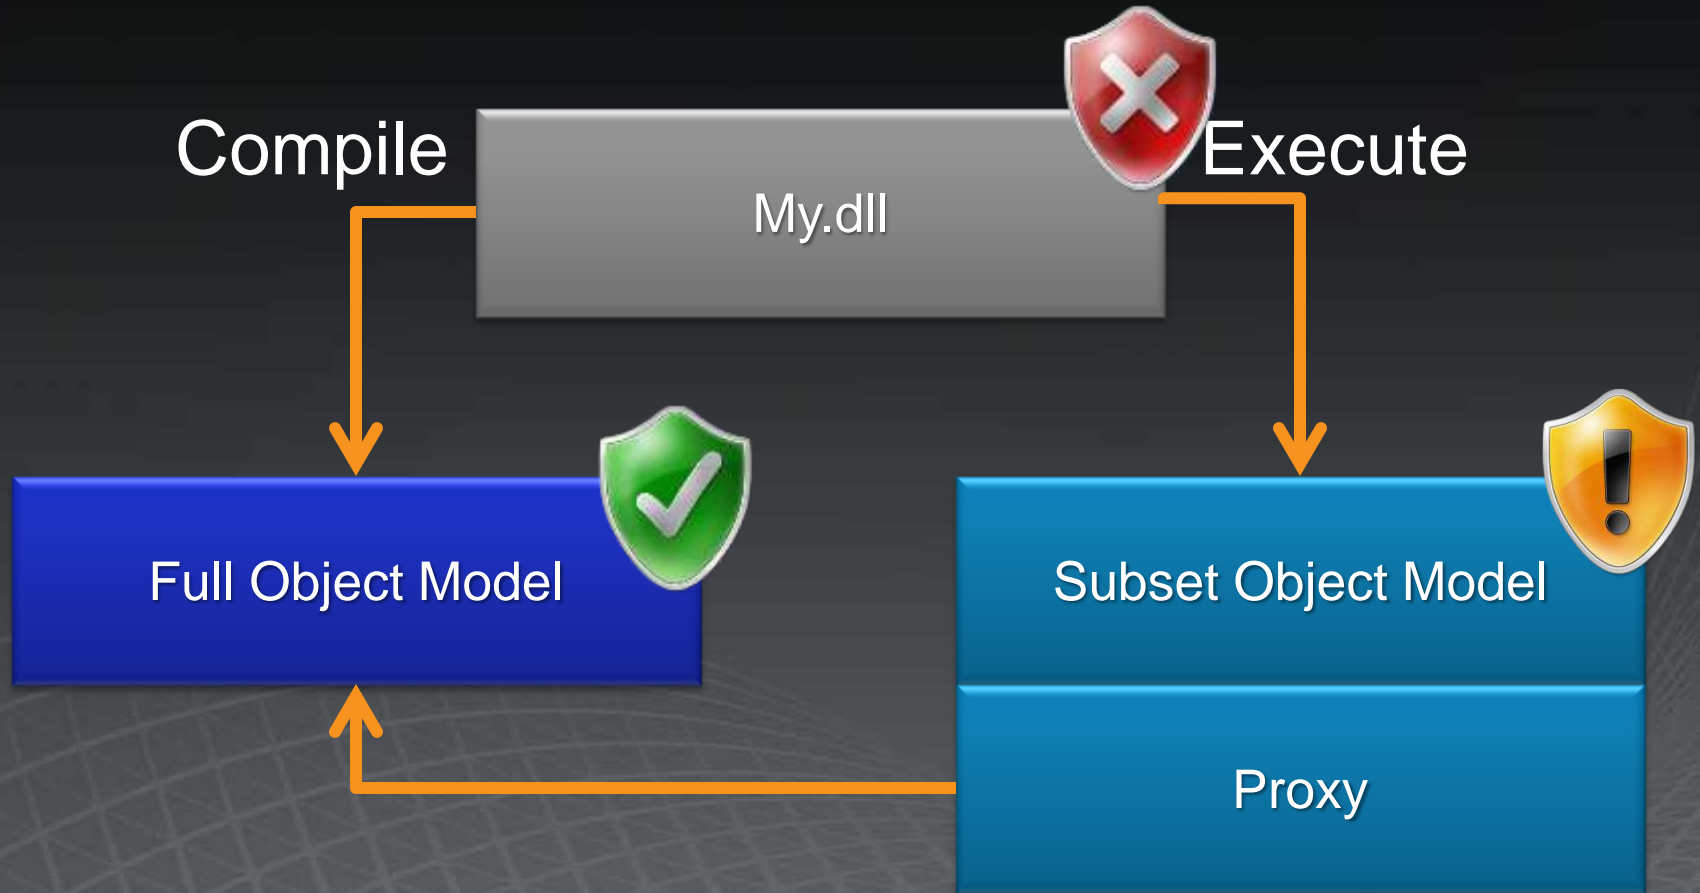 Compile
Execute
My.dll
Full Object Model
Subset Object Model
Proxy